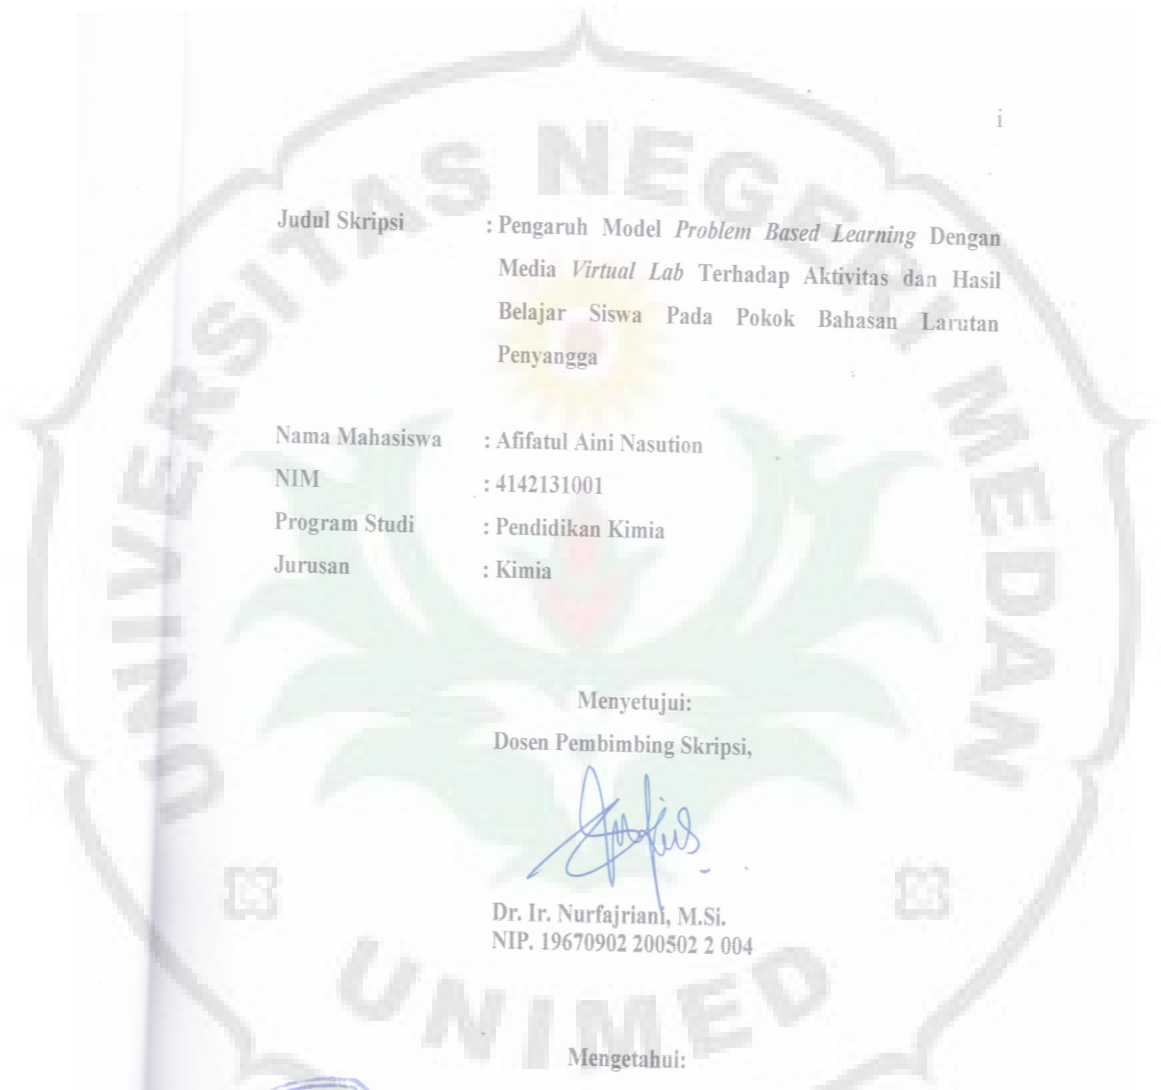 i
Judul Skripsi : Pengaruh Model Problem Based Learning Dengan
Media Virtual Lab Terhadap Aktivitas dan Hasil
Belajar Siswa Pada Pokok Bahasan Larutan
Penyangga
Nama Mahasiswa : Afifatul Aini Nasution
NIM : 4142131001
Program Studi : Pendidikan Kimia
Jurusan : Kimia
Menyetujui:
Dosen Pembimbing Skripsi,
Dr. Ir. Nurfajriani, M.Si.
NIP. 19670902 200502 2 004
Mengetahui:
UNIVERSITAS NEGERI MEDAN
UNIMED